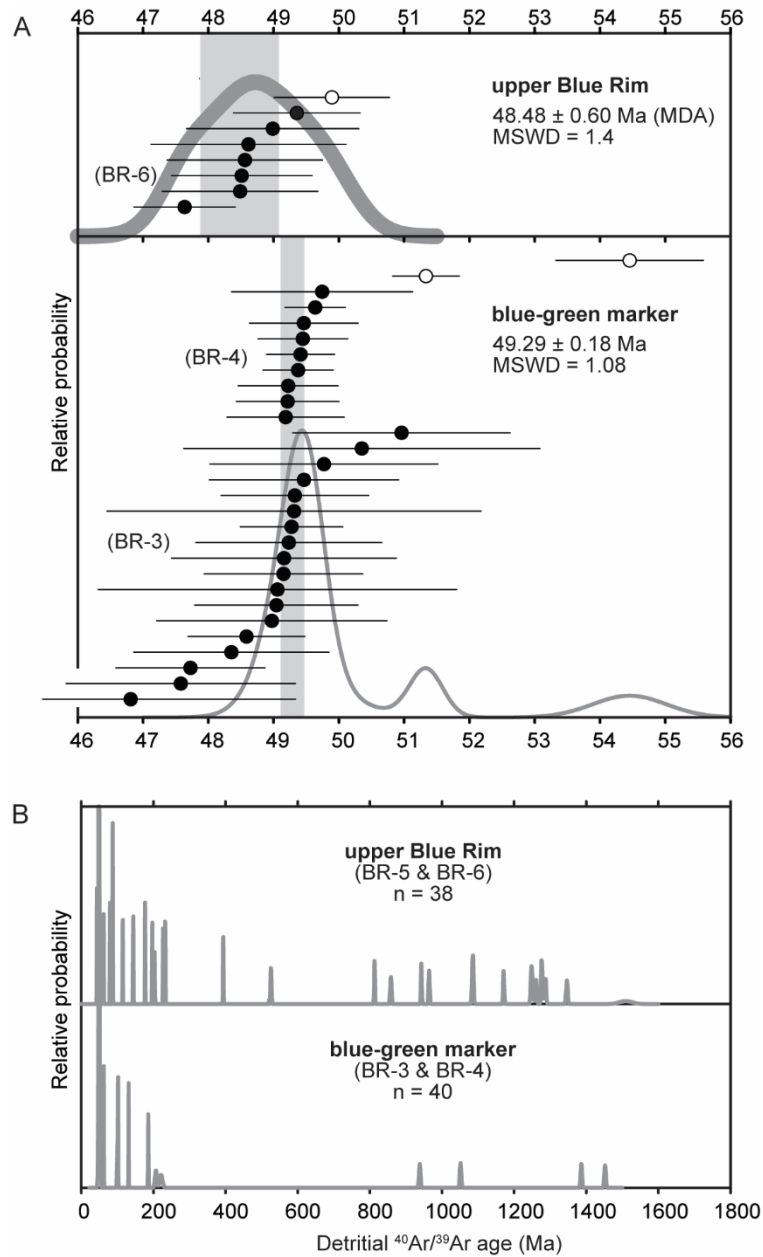 A
46 47 48 49 50 51 52 53 54 55 56
upper Blue Rim
48.48 ± 0.60 Ma (MDA)
MSWD = 1.4
(BR-6)
Relative probability
blue-green marker
49.29 ± 0.18 Ma
MSWD = 1.08
(BR-4)
(BR-3)
46 47 48 49 50 51 52 53 54 55 56
B
upper Blue Rim
(BR-5 & BR-6)
n = 38
Relative probability
blue-green marker
(BR-3 & BR-4)
n = 40
0 200 400 600 800 1000 1200 1400 1600 1800
Detritial ⁴⁰Ar/³⁹Ar age (Ma)